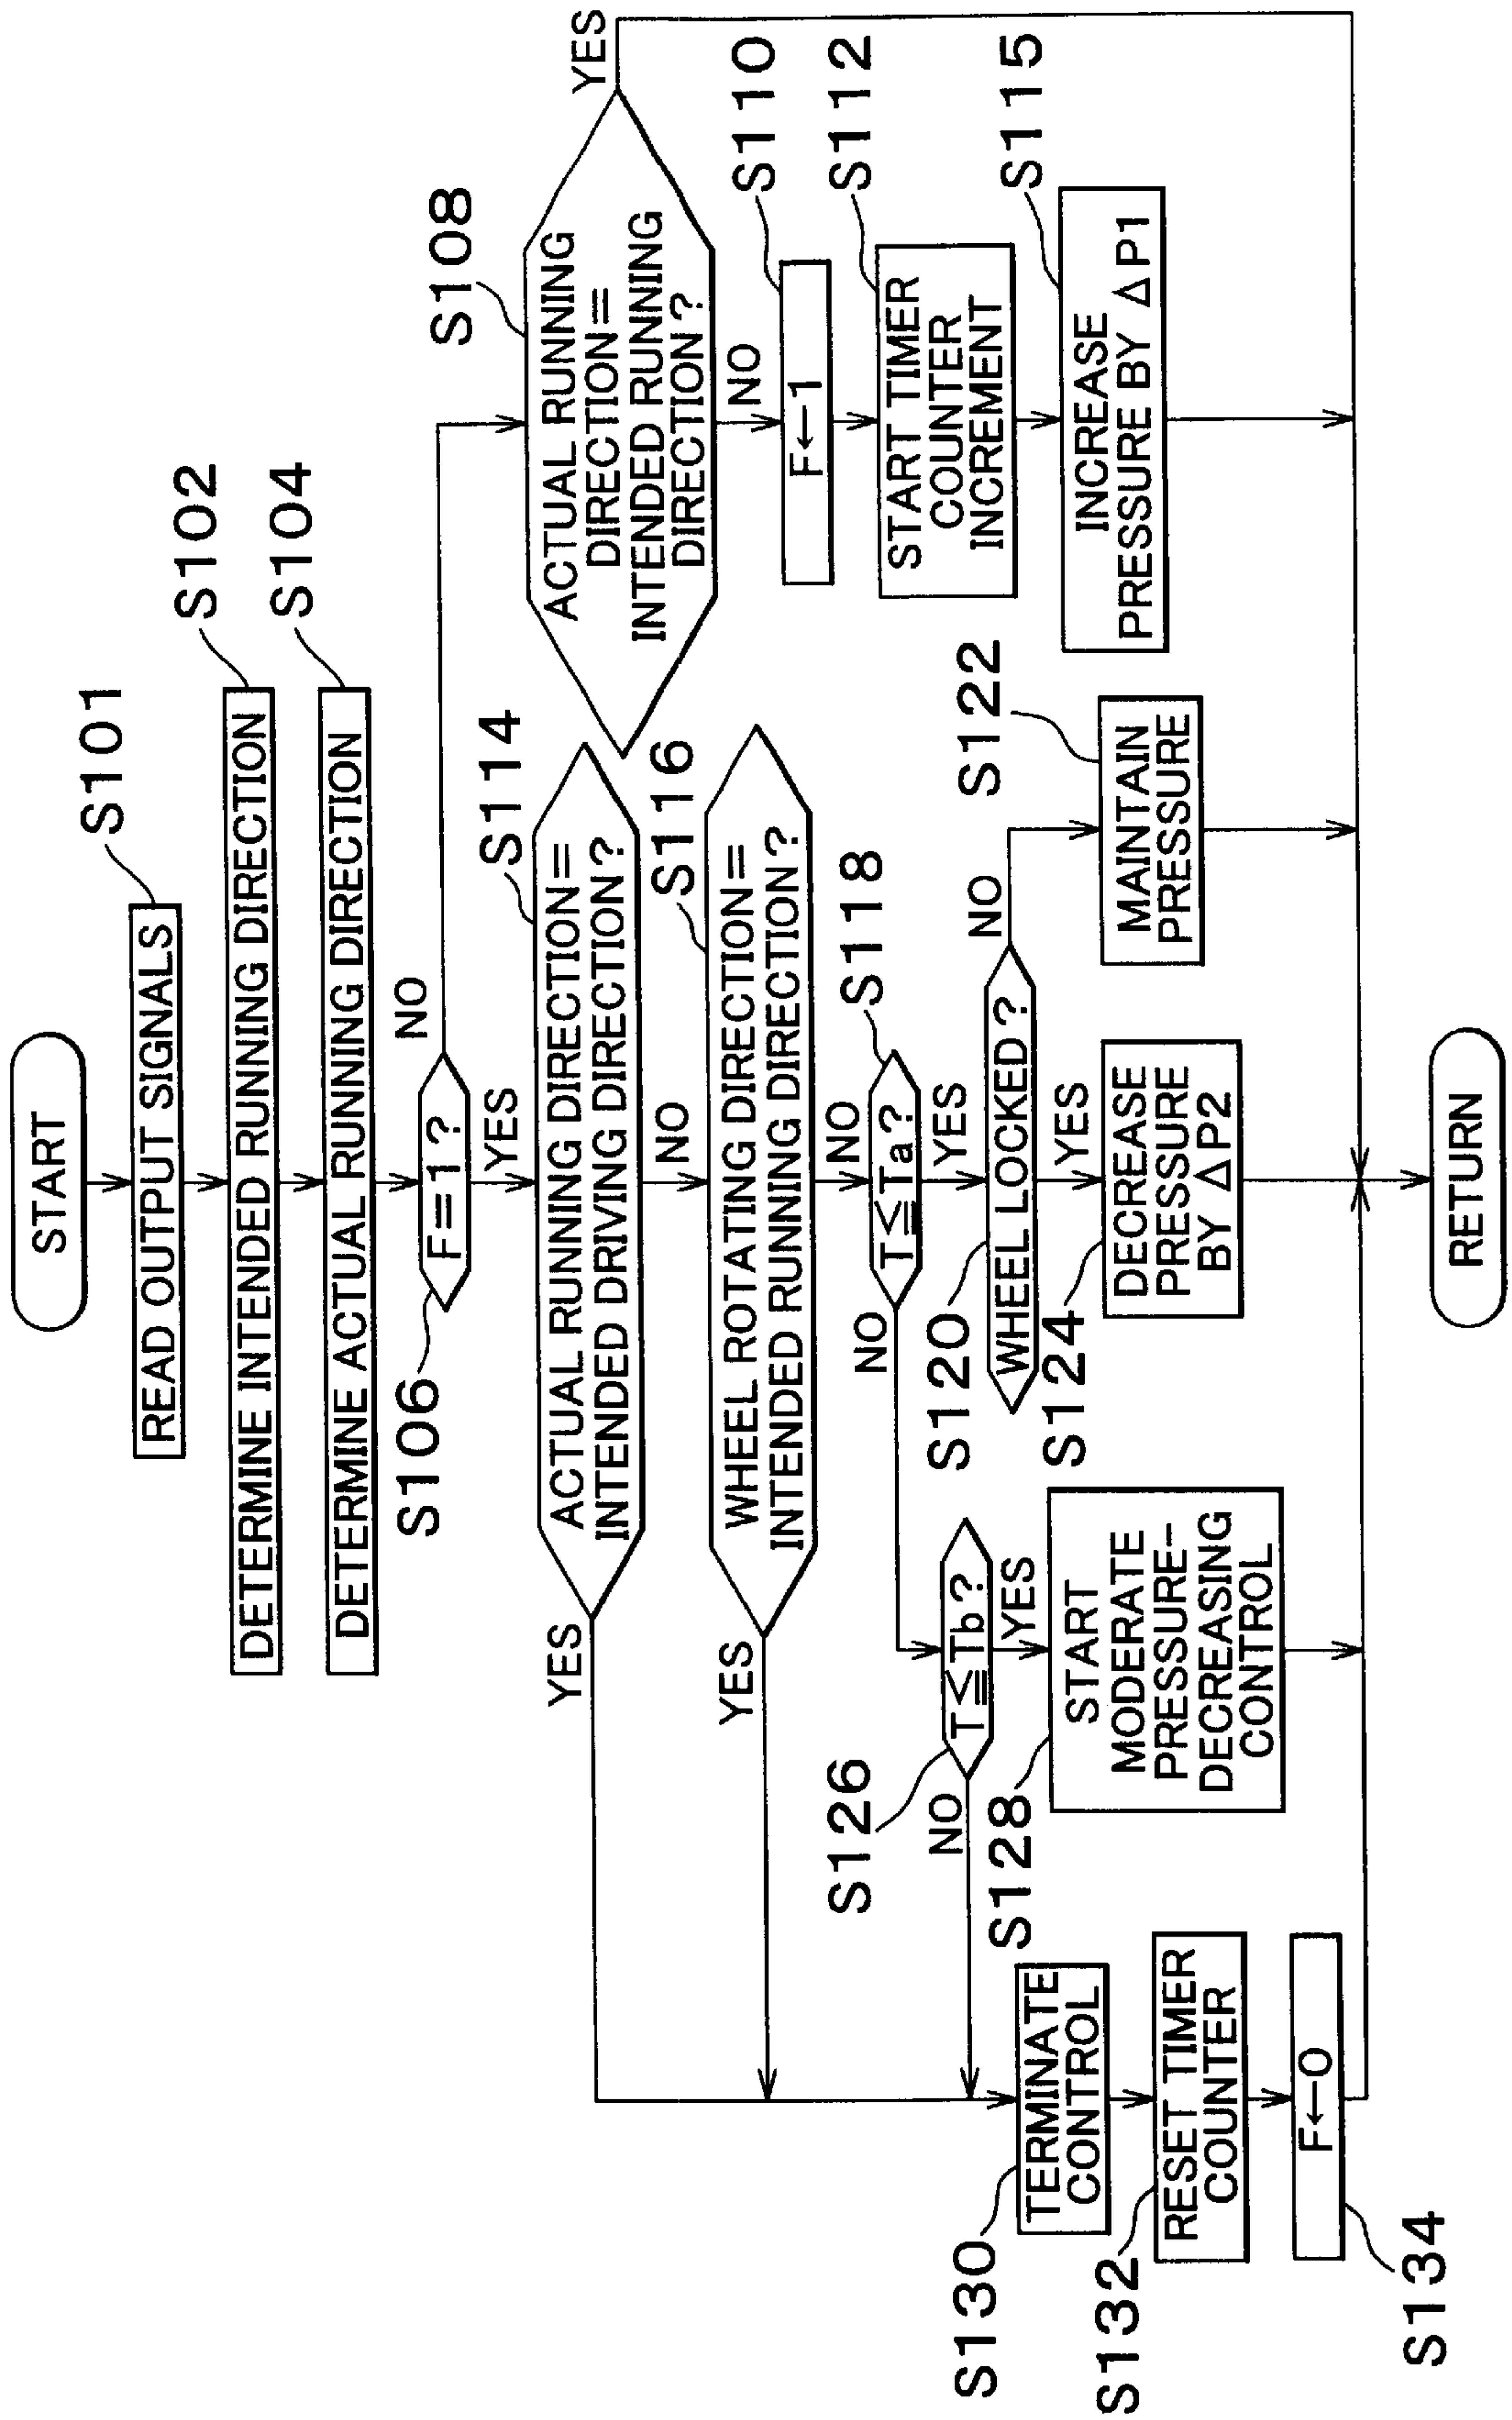 START
READ OUTPUT SIGNALS
S101
DETERMINE INTENDED RUNNING DIRECTION
S102
DETERMINE ACTUAL RUNNING DIRECTION
S104
S106
F=1?
NO
YES
S108
ACTUAL RUNNING
DIRECTION=
INTENDED RUNNING
DIRECTION?
YES
NO
S110
F←1
S112
START TIMER
COUNTER
INCREMENT
S115
INCREASE
PRESSURE BY ΔP1
S114
ACTUAL RUNNING DIRECTION=
INTENDED DRIVING DIRECTION?
YES
NO
S116
WHEEL ROTATING DIRECTION=
INTENDED RUNNING DIRECTION?
YES
NO
S118
T≦Ta?
NO
YES
S120
WHEEL LOCKED?
NO
YES
S122
MAINTAIN
PRESSURE
S124
DECREASE
PRESSURE
BY ΔP2
S126
T≦Tb?
NO
YES
S128
START
MODERATE
PRESSURE-
DECREASING
CONTROL
S130
TERMINATE
CONTROL
S132
RESET TIMER
COUNTER
S134
F←0
RETURN